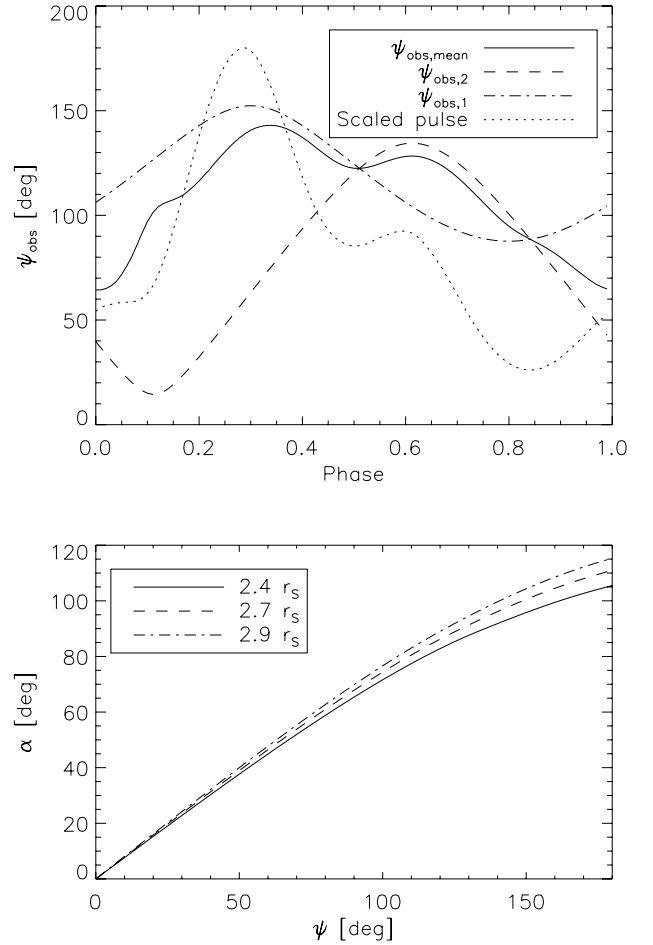 200
150
100
50
0
ψobs [deg]
ψobs,mean
ψobs,2
ψobs,1
Scaled pulse
0.0 0.2 0.4 0.6 0.8 1.0
Phase
120
100
80
60
40
20
0
α [deg]
2.4 rS
2.7 rS
2.9 rS
0 50 100 150
ψ [deg]